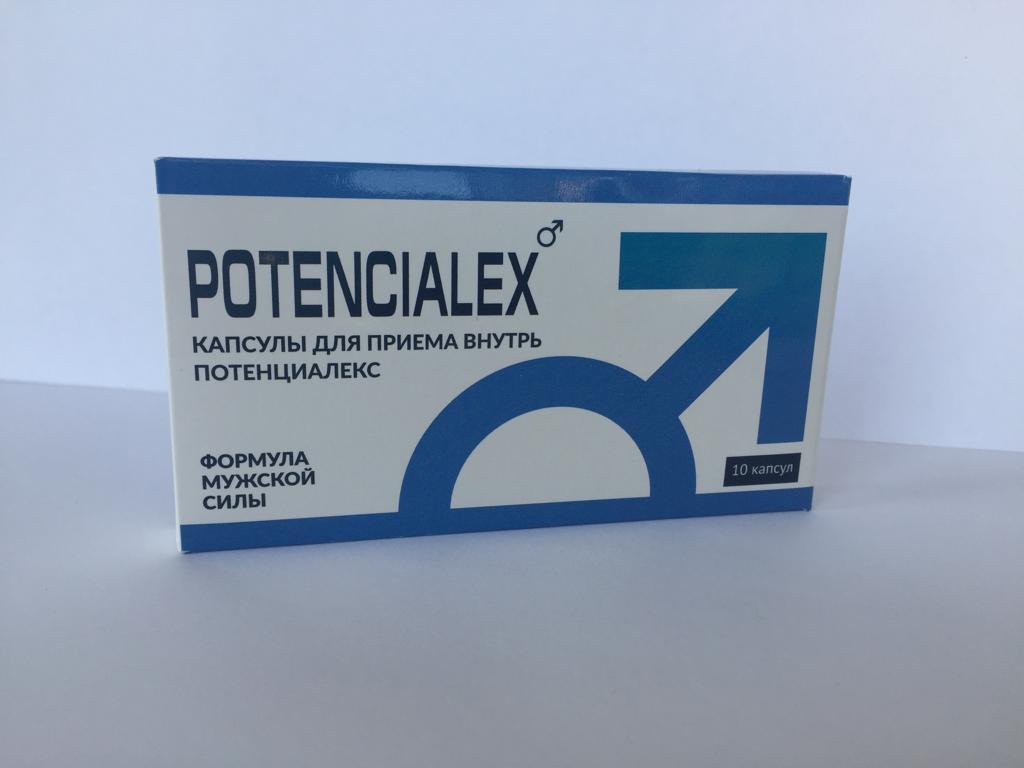 POTENCIALEX
КАПСУЛЫ ДЛЯ ПРИЕМА ВНУТРЬ
ПОТЕНЦИАЛЕКС
ФОРМУЛА
МУЖСКОЙ
СИЛЫ
10 капсул